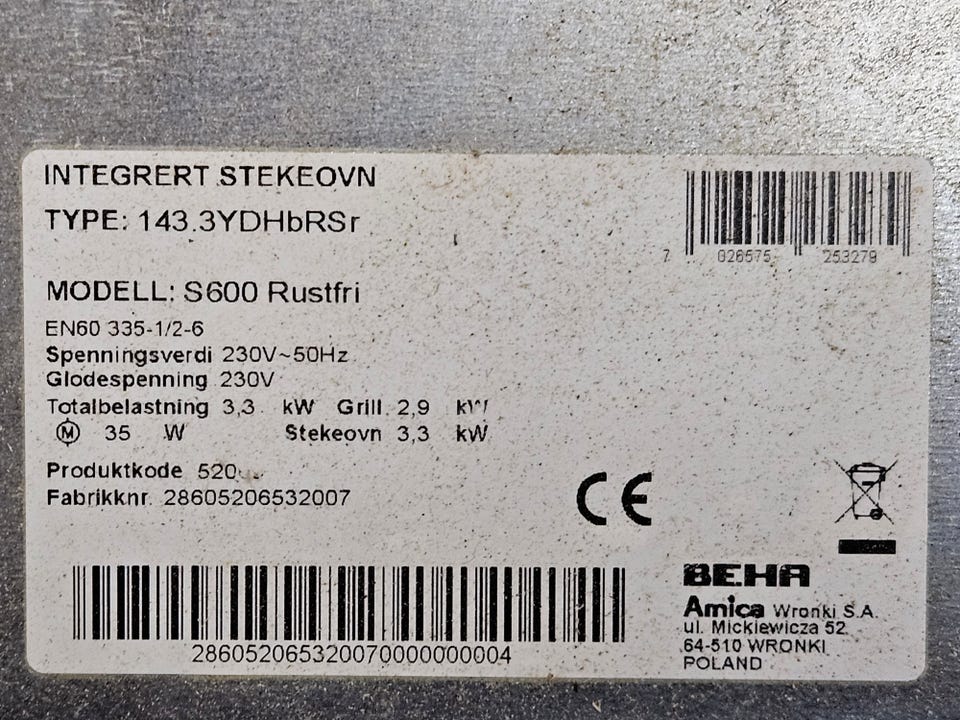 INTEGRERT STEKEOVN
TYPE: 143.3YDHbRSr
7 026575 253279
MODELL: S600 Rustfri
EN60 335-1/2-6
Spenningsverdi 230V~50Hz
Glodespenning 230V
Totalbelastning 3,3 kW Grill 2,9 kW
M 35 W Stekeovn 3,3 kW
Produktkode 520
Fabrikknr. 28605206532007
CE
286052065320070000000004
BEHA
Amica Wronki S.A.
ul. Mickiewicza 52
64-510 WRONKI
POLAND